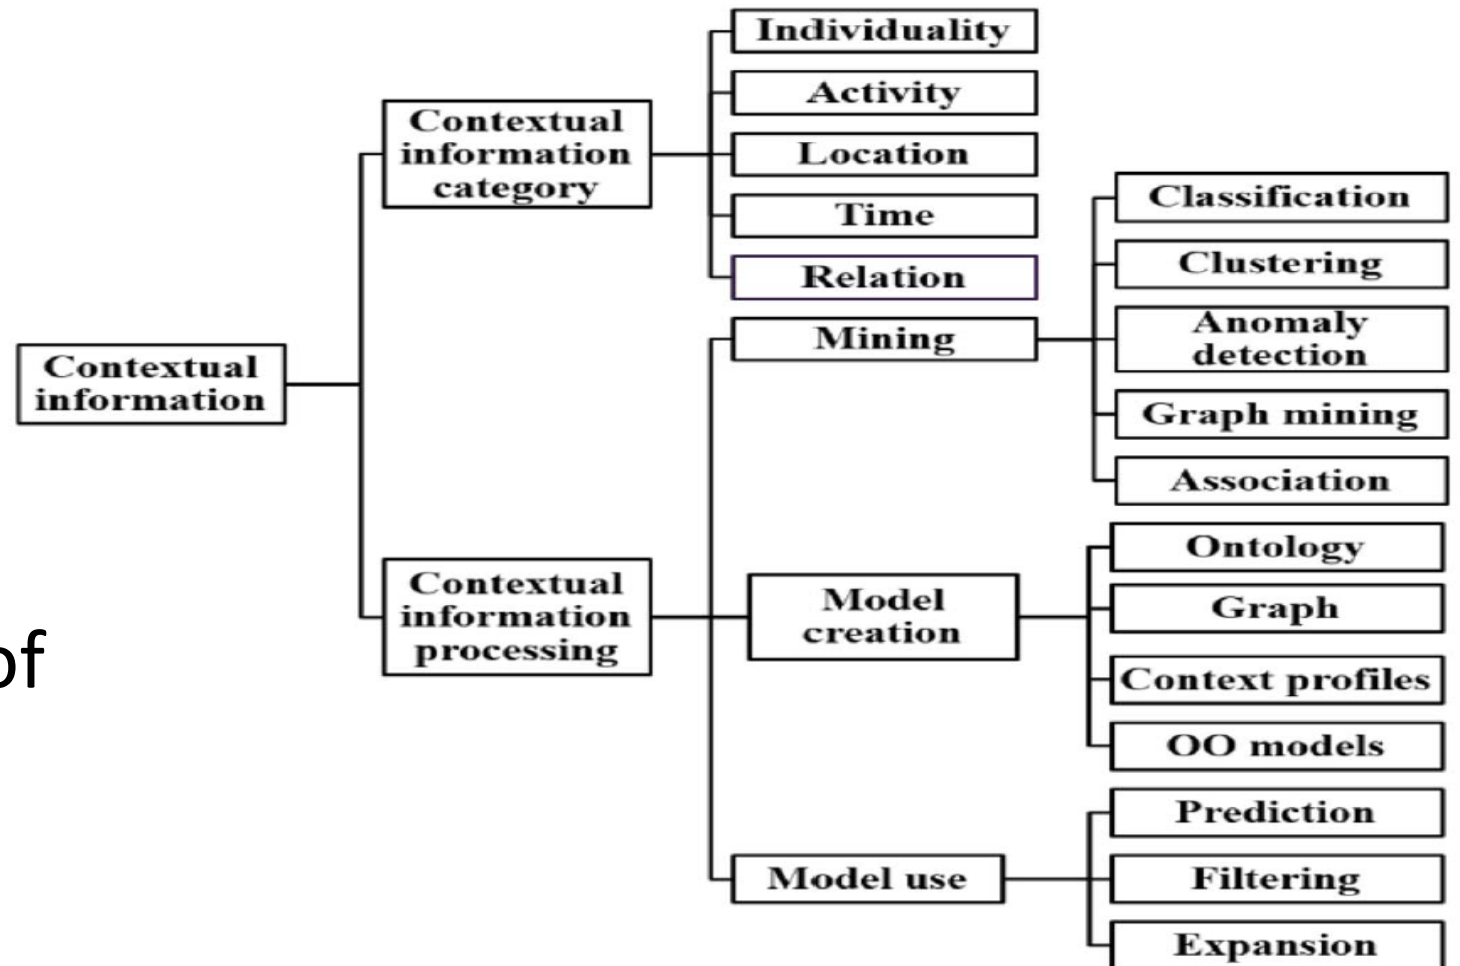 Individuality
Activity
Contextual
information
category
Location
Time
Relation
Classification
Clustering
Anomaly
detection
Graph mining
Association
Mining
Contextual
information
Contextual
information
processing
Model
creation
Ontology
Graph
Context profiles
OO models
of
Model use
Prediction
Filtering
Expansion